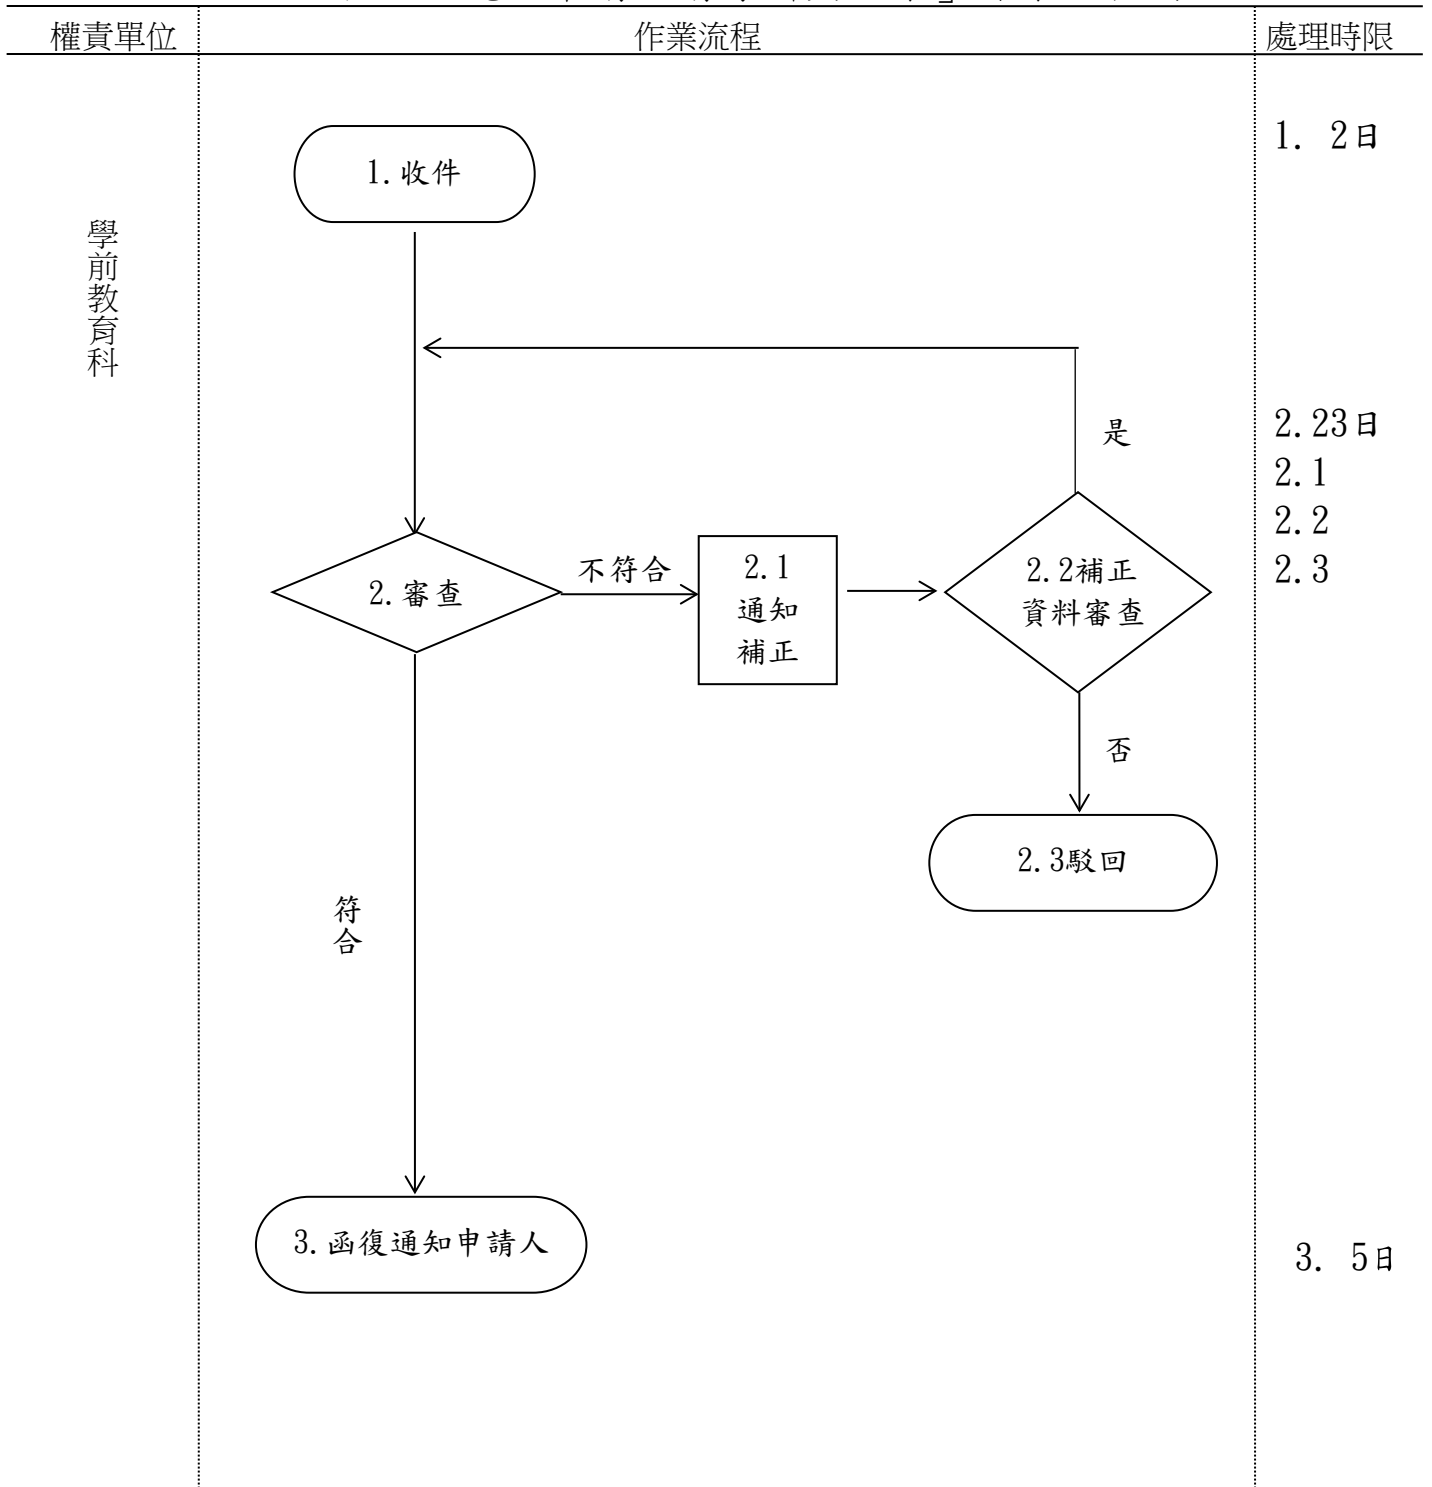 權責單位
作業流程
處理時限
學前教育科
1.收件
1. 2日
是
2.23日
2.1
2.2
2.3
2.審查
不符合
2.1
通知
補正
2.2補正
資料審查
否
2.3駁回
符合
3.函復通知申請人
3. 5日